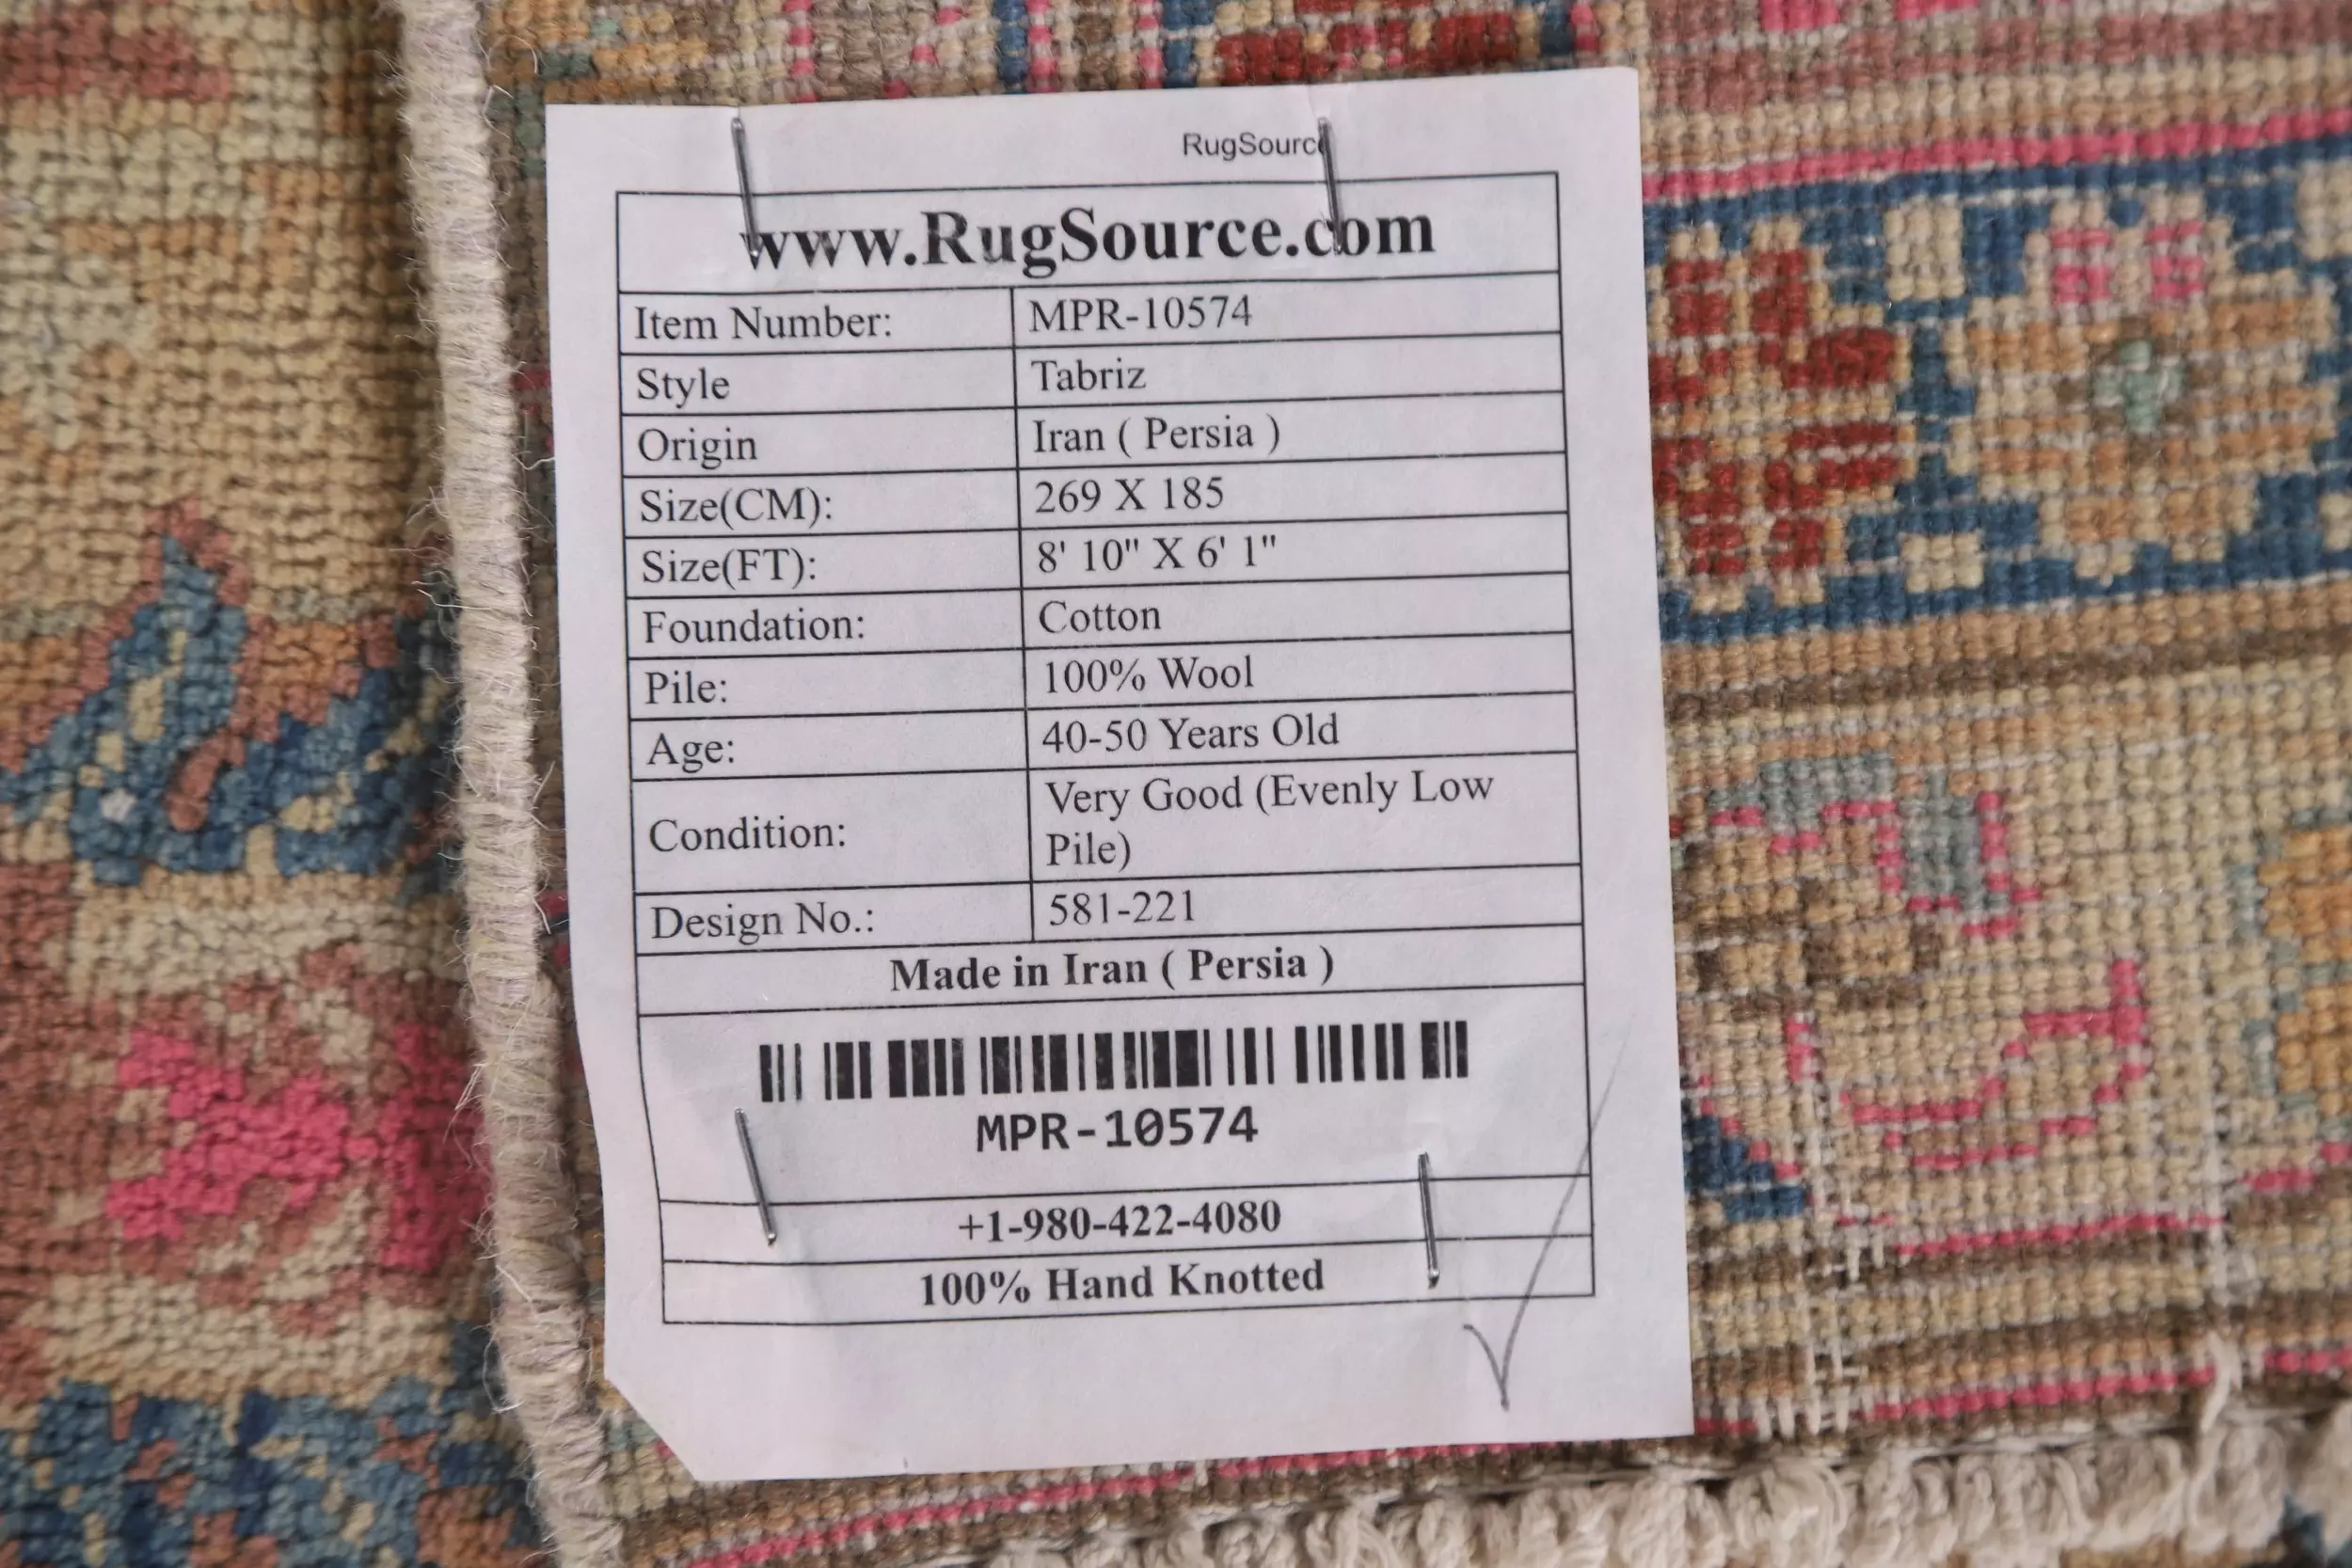 RugSource
www.RugSource.com
Item Number: MPR-10574
Style Tabriz
Origin Iran ( Persia )
Size(CM): 269 X 185
Size(FT): 8' 10" X 6' 1"
Foundation: Cotton
Pile: 100% Wool
Age: 40-50 Years Old
Condition: Very Good (Evenly Low
Pile)
Design No.: 581-221
Made in Iran ( Persia )
MPR-10574
+1-980-422-4080
100% Hand Knotted